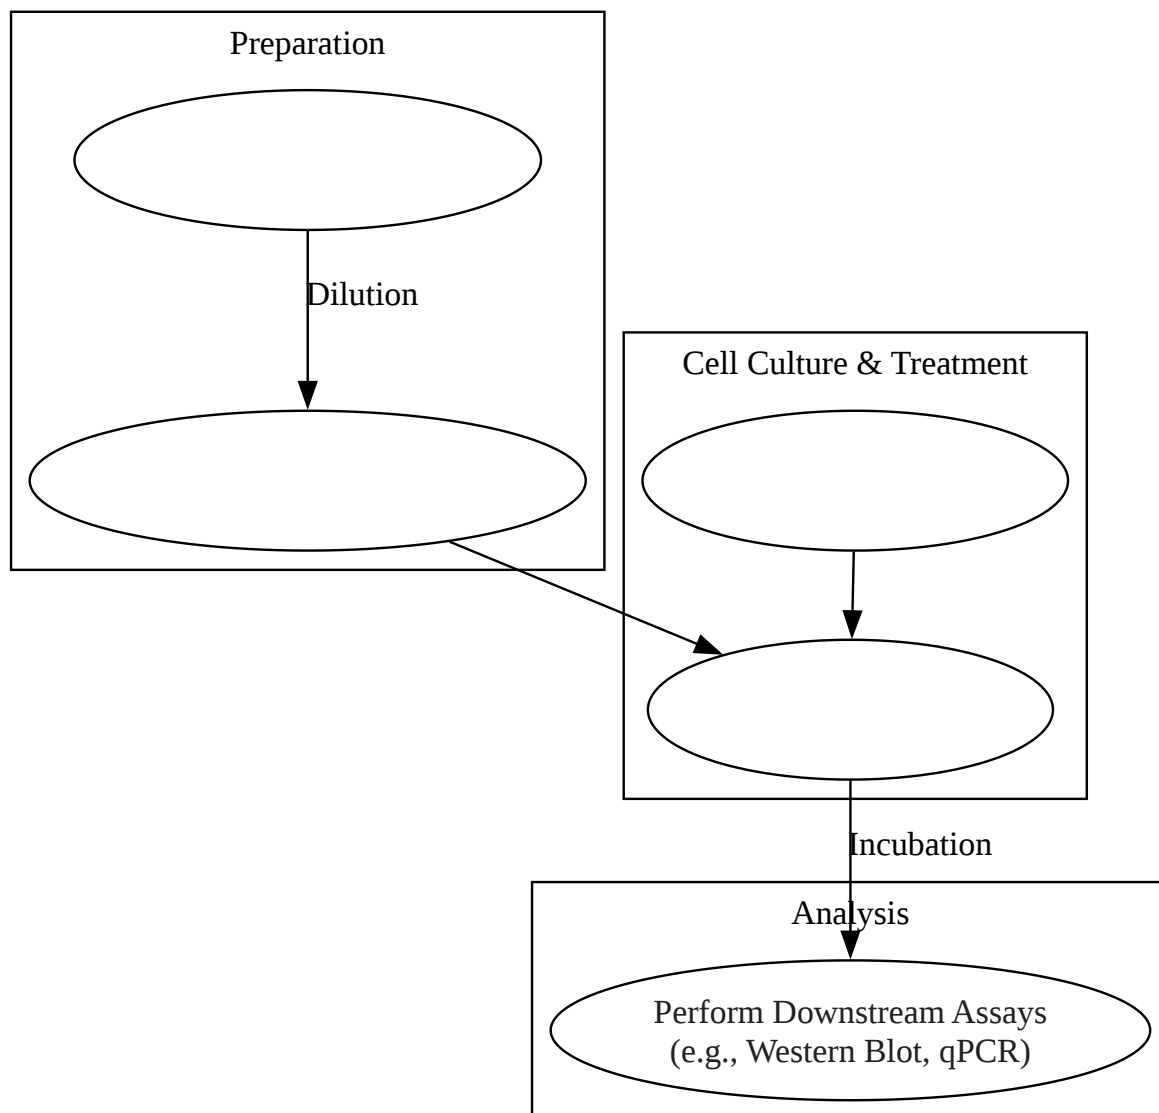 Preparation
Dilution
Cell Culture & Treatment
Incubation
Analysis
Perform Downstream Assays
(e.g., Western Blot, qPCR)